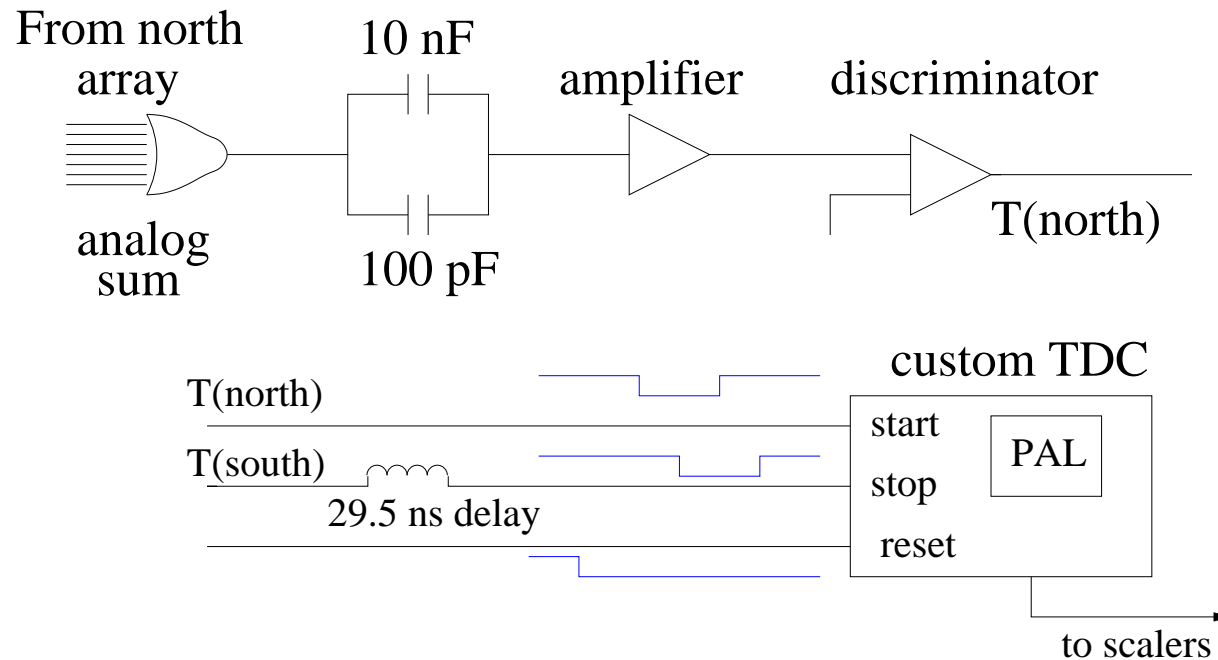 From north
array
10 nF
amplifier
discriminator
analog
sum
100 pF
T(north)
custom TDC
T(north)
start
PAL
T(south)
stop
29.5 ns delay
reset
to scalers